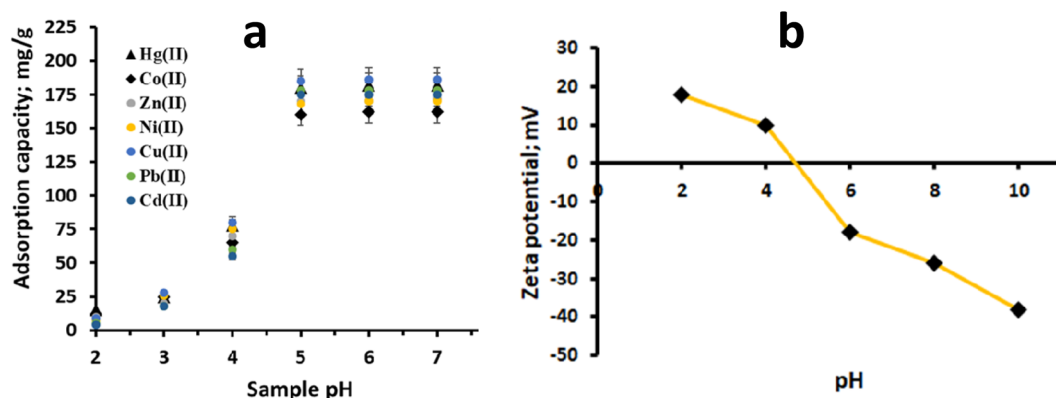 a
Adsorption capacity; mg/g
225
200
175
150
125
100
75
50
25
0
Hg(II)
Co(II)
Zn(II)
Ni(II)
Cu(II)
Pb(II)
Cd(II)
2 3 4 5 6 7
Sample pH
b
Zeta potential; mV
30
20
10
0
-10
-20
-30
-40
-50
0 2 4 6 8 10
pH